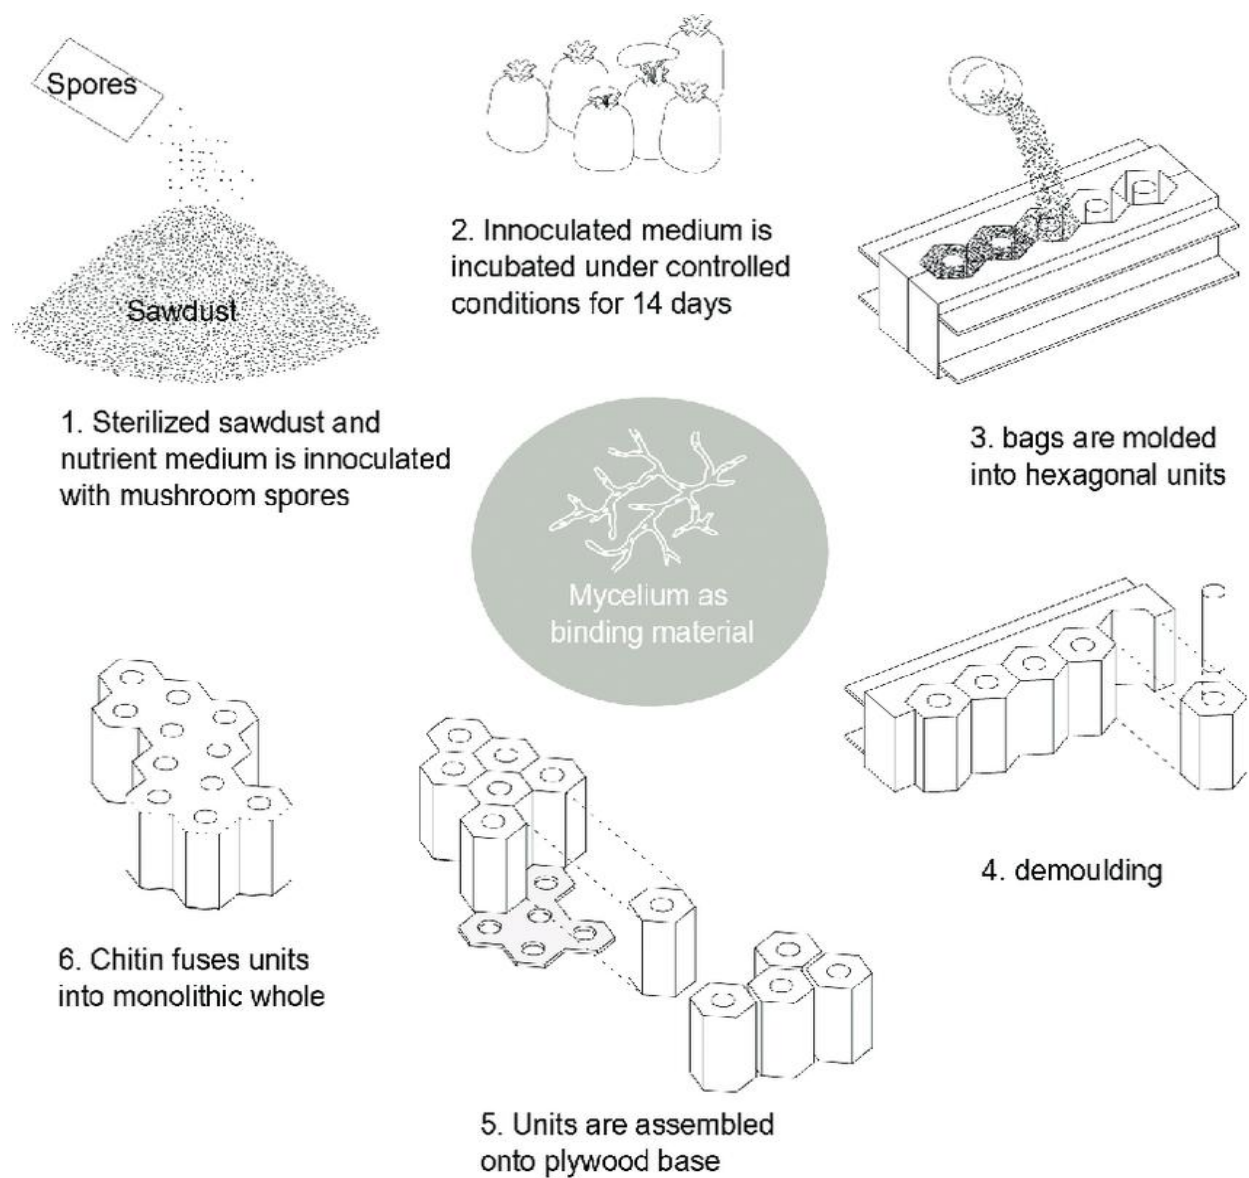 Spores
Sawdust
1. Sterilized sawdust and
nutrient medium is innoculated
with mushroom spores
2. Innoculated medium is
incubated under controlled
conditions for 14 days
3. bags are molded
into hexagonal units
Mycelium as
binding material
4. demoulding
5. Units are assembled
onto plywood base
6. Chitin fuses units
into monolithic whole